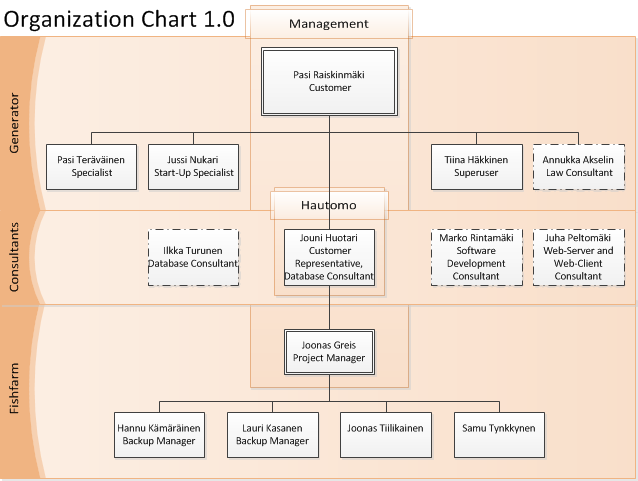 Organization Chart 1.0
Management
Generator
Pasi Raiskinmäki
Customer
Pasi Teräväinen
Specialist
Jussi Nukari
Start-Up Specialist
Tiina Häkkinen
Superuser
Annukka Akselin
Law Consultant
Hautomo
Consultants
Ilkka Turunen
Database Consultant
Jouni Huotari
Customer
Representative,
Database Consultant
Marko Rintamäki
Software
Development
Consultant
Juha Peltomäki
Web-Server and
Web-Client
Consultant
Fishfarm
Joonas Greis
Project Manager
Hannu Kämäräinen
Backup Manager
Lauri Kasanen
Backup Manager
Joonas Tiilikainen
Samu Tynkkynen